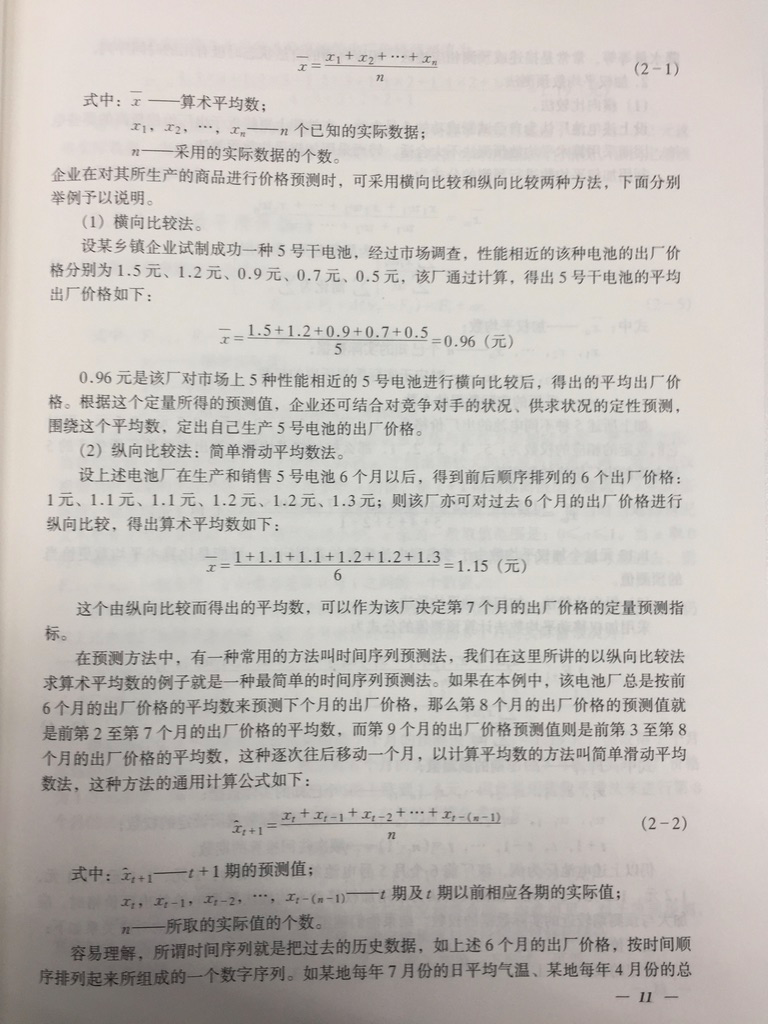 x̄ = (x₁+x₂+…+xₙ)/n (2-1)
式中：x̄ ——算术平均数；
x₁，x₂，…，xₙ——n 个已知的实际数据；
n——采用的实际数据的个数。
企业在对其所生产的商品进行价格预测时，可采用横向比较和纵向比较两种方法，下面分别
举例予以说明。
（1）横向比较法。
设某乡镇企业试制成功一种 5 号干电池，经过市场调查，性能相近的该种电池的出厂价
格分别为 1.5 元、1.2 元、0.9 元、0.7 元、0.5 元，该厂通过计算，得出 5 号干电池的平均
出厂价格如下：
x̄ = (1.5+1.2+0.9+0.7+0.5)/5 = 0.96（元）
0.96 元是该厂对市场上 5 种性能相近的 5 号电池进行横向比较后，得出的平均出厂价
格。根据这个定量所得的预测值，企业还可结合对竞争对手的状况、供求状况的定性预测，
围绕这个平均数，定出自己生产 5 号电池的出厂价格。
（2）纵向比较法：简单滑动平均数法。
设上述电池厂在生产和销售 5 号电池 6 个月以后，得到前后顺序排列的 6 个出厂价格：
1 元、1.1 元、1.1 元、1.2 元、1.2 元、1.3 元；则该厂亦可对过去 6 个月的出厂价格进行
纵向比较，得出算术平均数如下：
x̄ = (1+1.1+1.1+1.2+1.2+1.3)/6 = 1.15（元）
这个由纵向比较而得出的平均数，可以作为该厂决定第 7 个月的出厂价格的定量预测指
标。
在预测方法中，有一种常用的方法叫时间序列预测法，我们在这里所讲的以纵向比较法
求算术平均数的例子就是一种最简单的时间序列预测法。如果在本例中，该电池厂总是按前
6 个月的出厂价格的平均数来预测下个月的出厂价格，那么第 8 个月的出厂价格的预测值就
是前第 2 至第 7 个月的出厂价格的平均数，而第 9 个月的出厂价格预测值则是前第 3 至第 8
个月的出厂价格的平均数，这种逐次往后移动一个月，以计算平均数的方法叫简单滑动平均
数法，这种方法的通用计算公式如下：
x̂ₜ₊₁ = (xₜ+xₜ₋₁+xₜ₋₂+…+xₜ₋₍ₙ₋₁₎)/n (2-2)
式中：x̂ₜ₊₁——t+1 期的预测值；
xₜ，xₜ₋₁，xₜ₋₂，…，xₜ₋₍ₙ₋₁₎——t 期及 t 期以前相应各期的实际值；
n——所取的实际值的个数。
容易理解，所谓时间序列就是把过去的历史数据，如上述 6 个月的出厂价格，按时间顺
序排列起来所组成的一个数字序列。如某地每年 7 月份的日平均气温、某地每年 4 月份的总
— 11 —